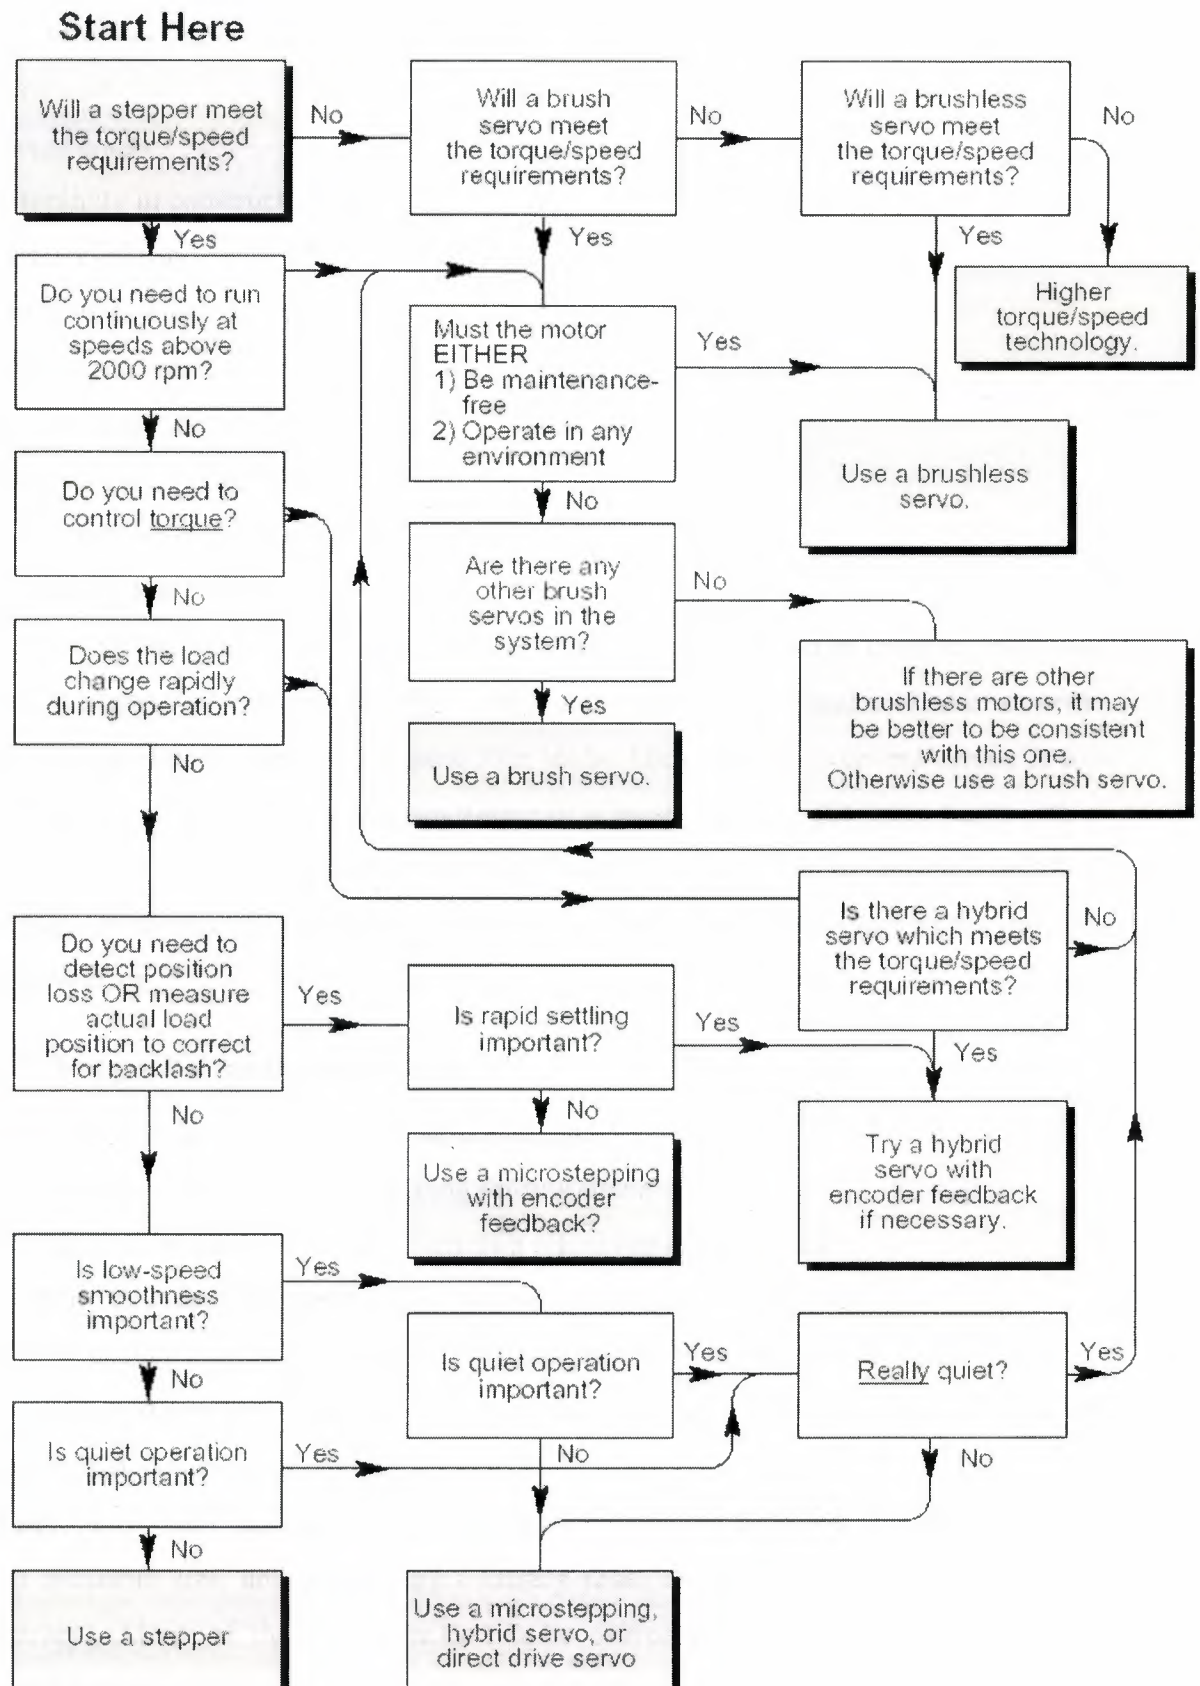 Start Here
Will a stepper meet
the torque/speed
requirements?
No
Will a brush
servo meet
the torque/speed
requirements?
No
Will a brushless
servo meet
the torque/speed
requirements?
No
Yes
Yes
Yes
Do you need to run
continuously at
speeds above
2000 rpm?
Must the motor
EITHER
1) Be maintenance-
free
2) Operate in any
environment
Yes
Higher
torque/speed
technology.
No
No
Use a brushless
servo.
Do you need to
control torque?
Are there any
other brush
servos in the
system?
No
No
Does the load
change rapidly
during operation?
Yes
If there are other
brushless motors, it may
be better to be consistent
with this one.
Otherwise use a brush servo.
No
Use a brush servo.
Is there a hybrid
servo which meets
the torque/speed
requirements?
No
Do you need to
detect position
loss OR measure
actual load
position to correct
for backlash?
Yes
Is rapid settling
important?
Yes
Yes
No
No
Use a microstepping
with encoder
feedback?
Try a hybrid
servo with
encoder feedback
if necessary.
Is low-speed
smoothness
important?
Yes
Is quiet operation
important?
Yes
Really quiet?
Yes
No
Is quiet operation
important?
Yes
No
No
No
Use a stepper
Use a microstepping,
hybrid servo, or
direct drive servo